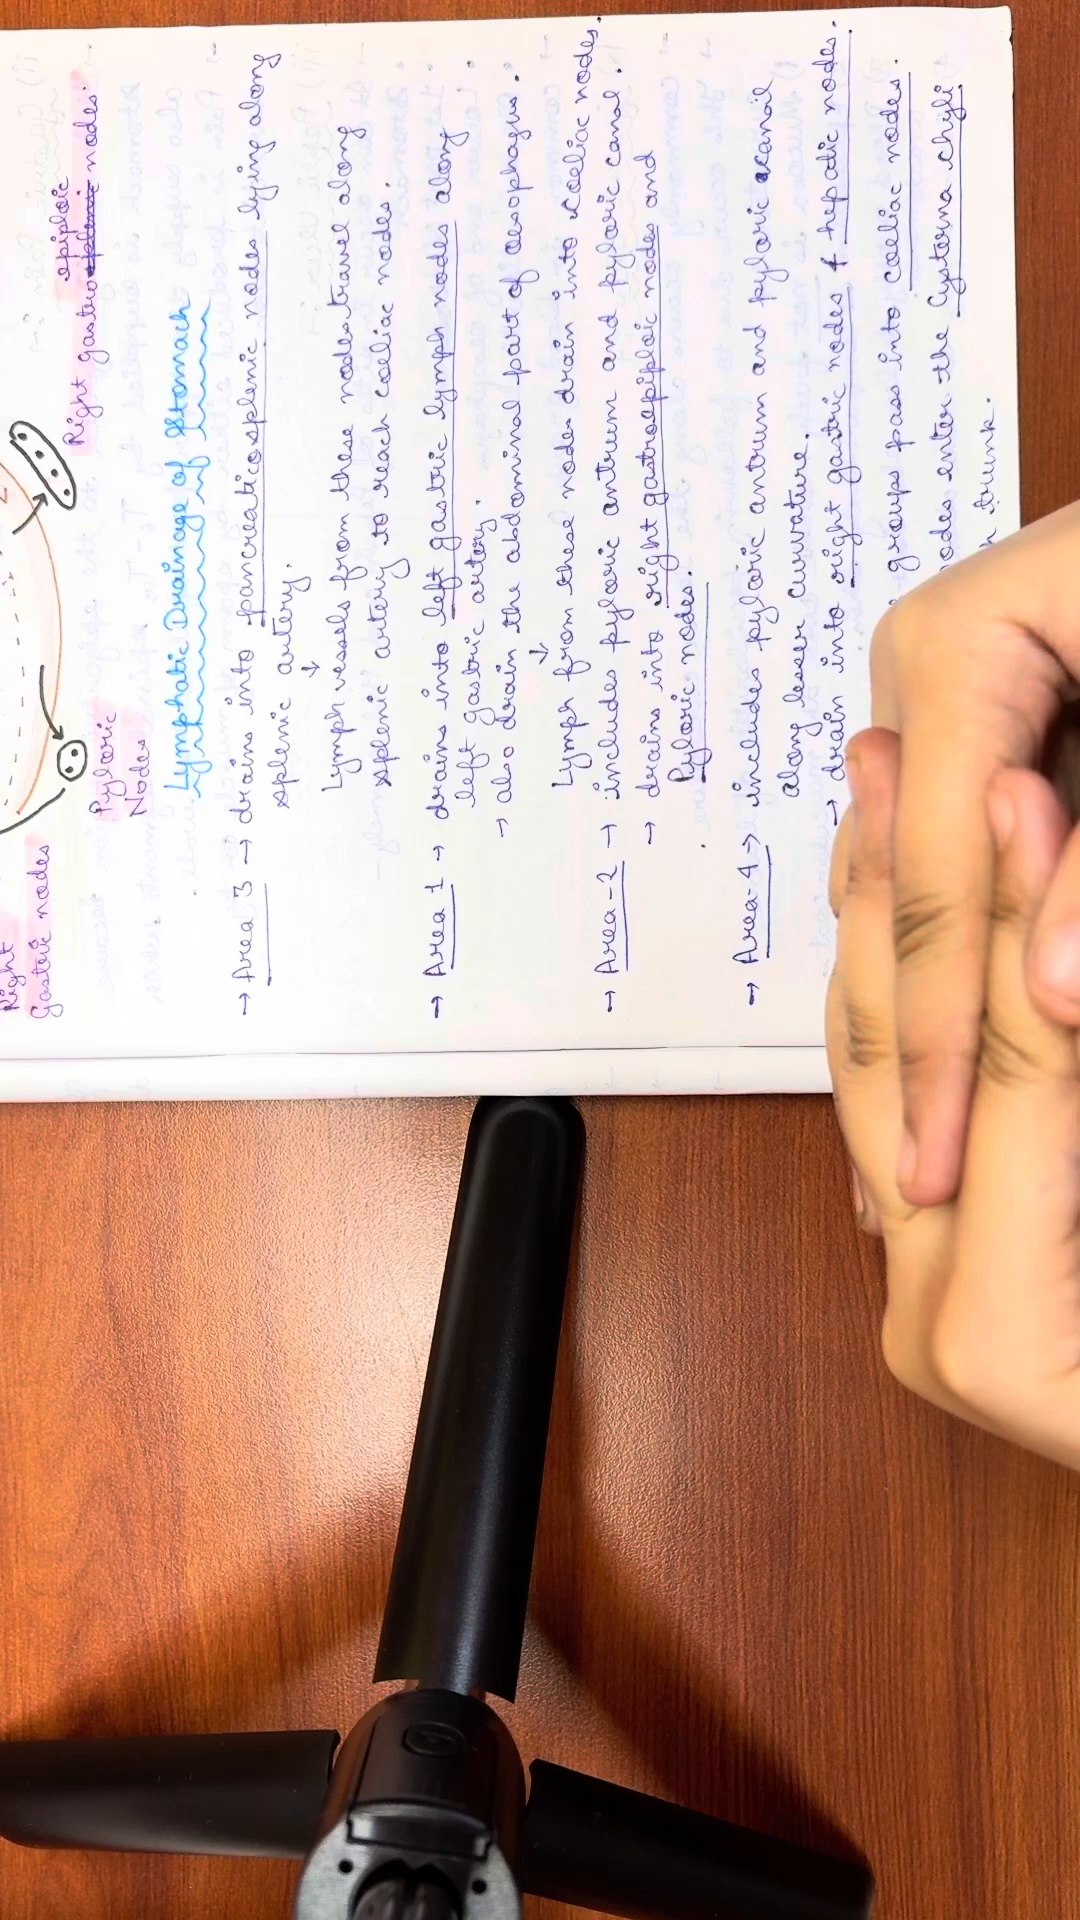 epiploic
Right gastro splenic nodes.
Right
Gastric nodes
Pyloric
Nodes
Lymphatic Drainage of Stomach
→ Area 3 → drains into pancreaticosplenic nodes lying along
splenic artery.
↓
Lymph vessels from these nodes travel along
splenic artery to reach coeliac nodes.
→ Area 1 → drains into left gastric lymph nodes along
left gastric artery.
→ also drain the abdominal part of oesophagus.
↓
Lymph from these nodes drain into coeliac nodes.
→ Area-2 → includes pyloric antrum and pyloric canal.
→ drains into right gastroepiploic nodes and
Pyloric nodes.
→ Area-4 → includes pyloric antrum and pyloric canal
along lesser curvature.
→ drain into right gastric nodes & hepatic nodes.
groups pass into coeliac nodes.
nodes enter the Cysterna chyli
trunk.